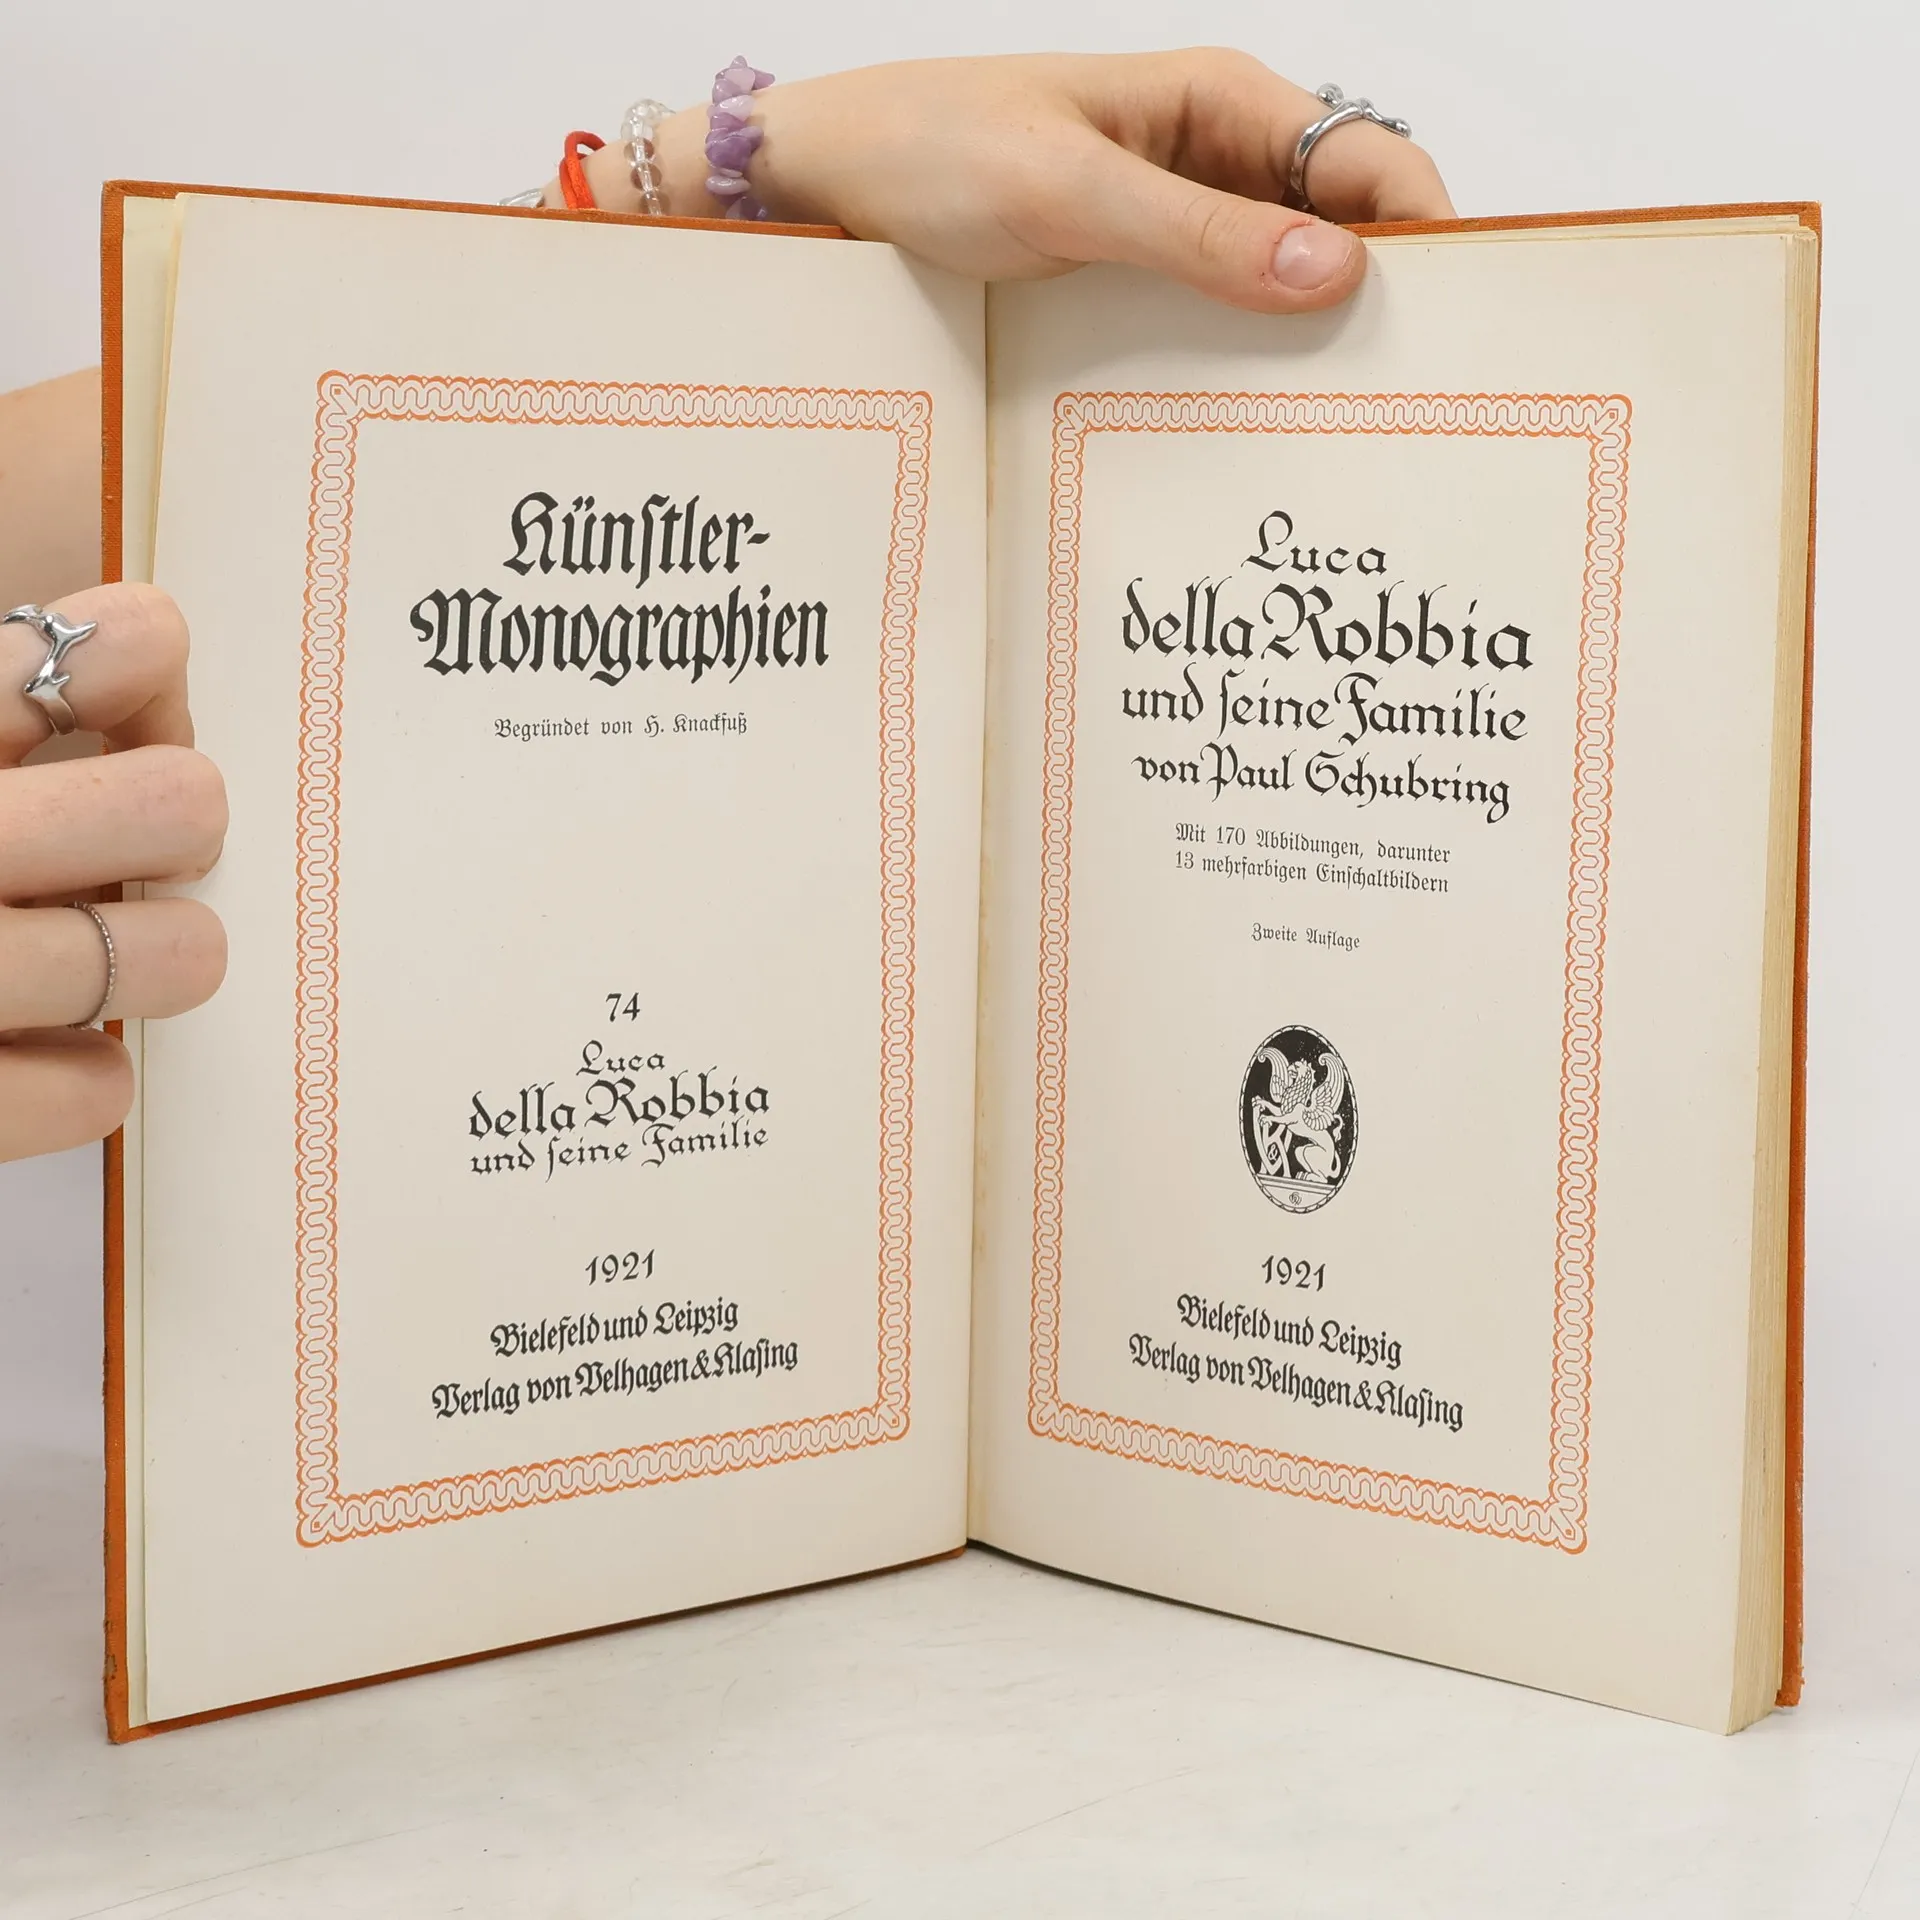 Künſtler-
Monographien
Begründet von H. Knackfuß
74
Luca
della Robbia
und ſeine Familie
1921
Bielefeld und Leipzig
Verlag von Velhagen & Klaſing
Luca
della Robbia
und ſeine Familie
von Paul Schubring
Mit 170 Abbildungen, darunter
13 mehrfarbigen Einſchaltbildern
Zweite Auflage
V
&
K
1921
Bielefeld und Leipzig
Verlag von Velhagen & Klaſing